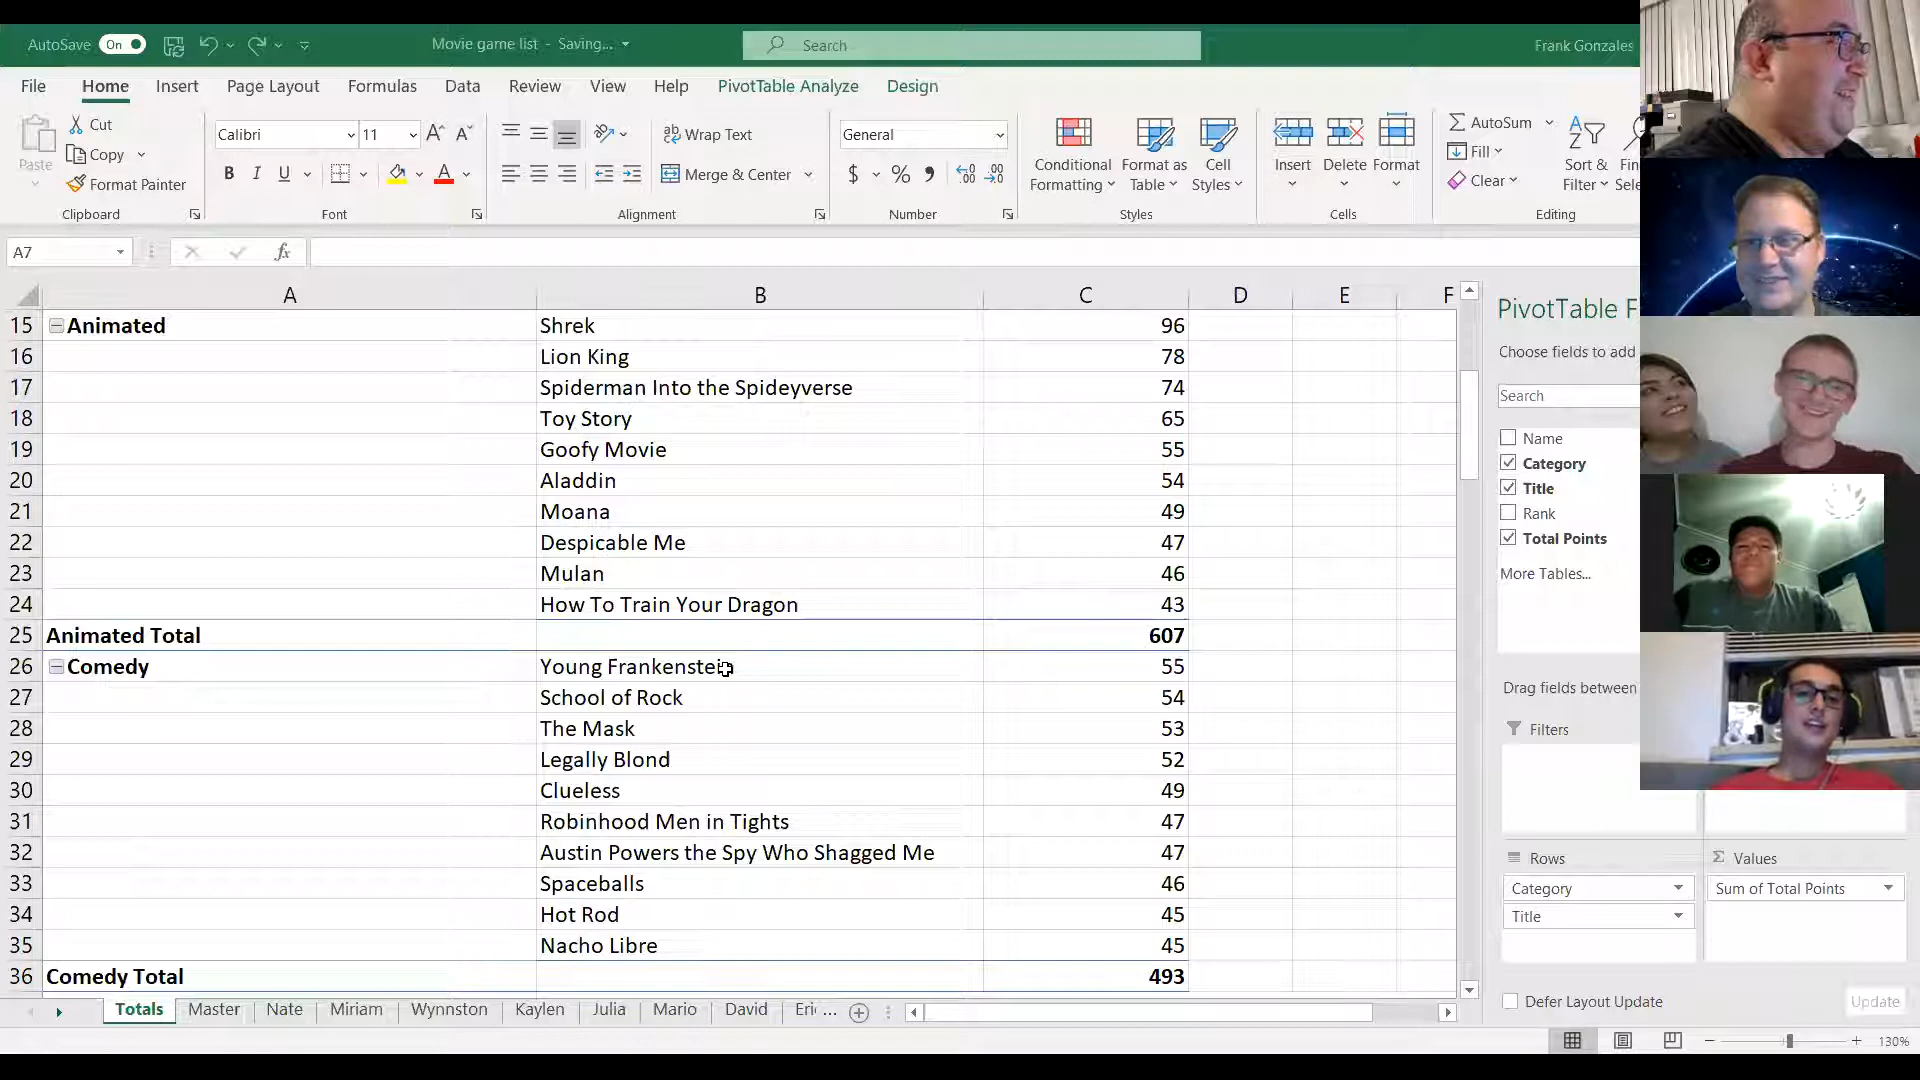 AutoSave On Movie game list - Saving... Search Frank Gonzales
File Home Insert Page Layout Formulas Data Review View Help PivotTable Analyze Design
Paste Cut Copy Format Painter Clipboard
Calibri 11 B I U Font
Wrap Text Merge & Center Alignment
General $ % Number
Conditional Formatting Format as Table Cell Styles Styles
Insert Delete Format Cells
AutoSum Fill Clear Sort & Filter Editing
A7 fx
A B C D E F
15 Animated Shrek 96
16 Lion King 78
17 Spiderman Into the Spideyverse 74
18 Toy Story 65
19 Goofy Movie 55
20 Aladdin 54
21 Moana 49
22 Despicable Me 47
23 Mulan 46
24 How To Train Your Dragon 43
25 Animated Total 607
26 Comedy Young Frankenstein 55
27 School of Rock 54
28 The Mask 53
29 Legally Blond 52
30 Clueless 49
31 Robinhood Men in Tights 47
32 Austin Powers the Spy Who Shagged Me 47
33 Spaceballs 46
34 Hot Rod 45
35 Nacho Libre 45
36 Comedy Total 493
Totals Master Nate Miriam Wynnston Kaylen Julia Mario David Eri ...
PivotTable F
Choose fields to add
Search
Name
Category
Title
Rank
Total Points
More Tables...
Drag fields between
Filters
Rows Σ Values
Category Sum of Total Points
Title
Defer Layout Update Update
130%